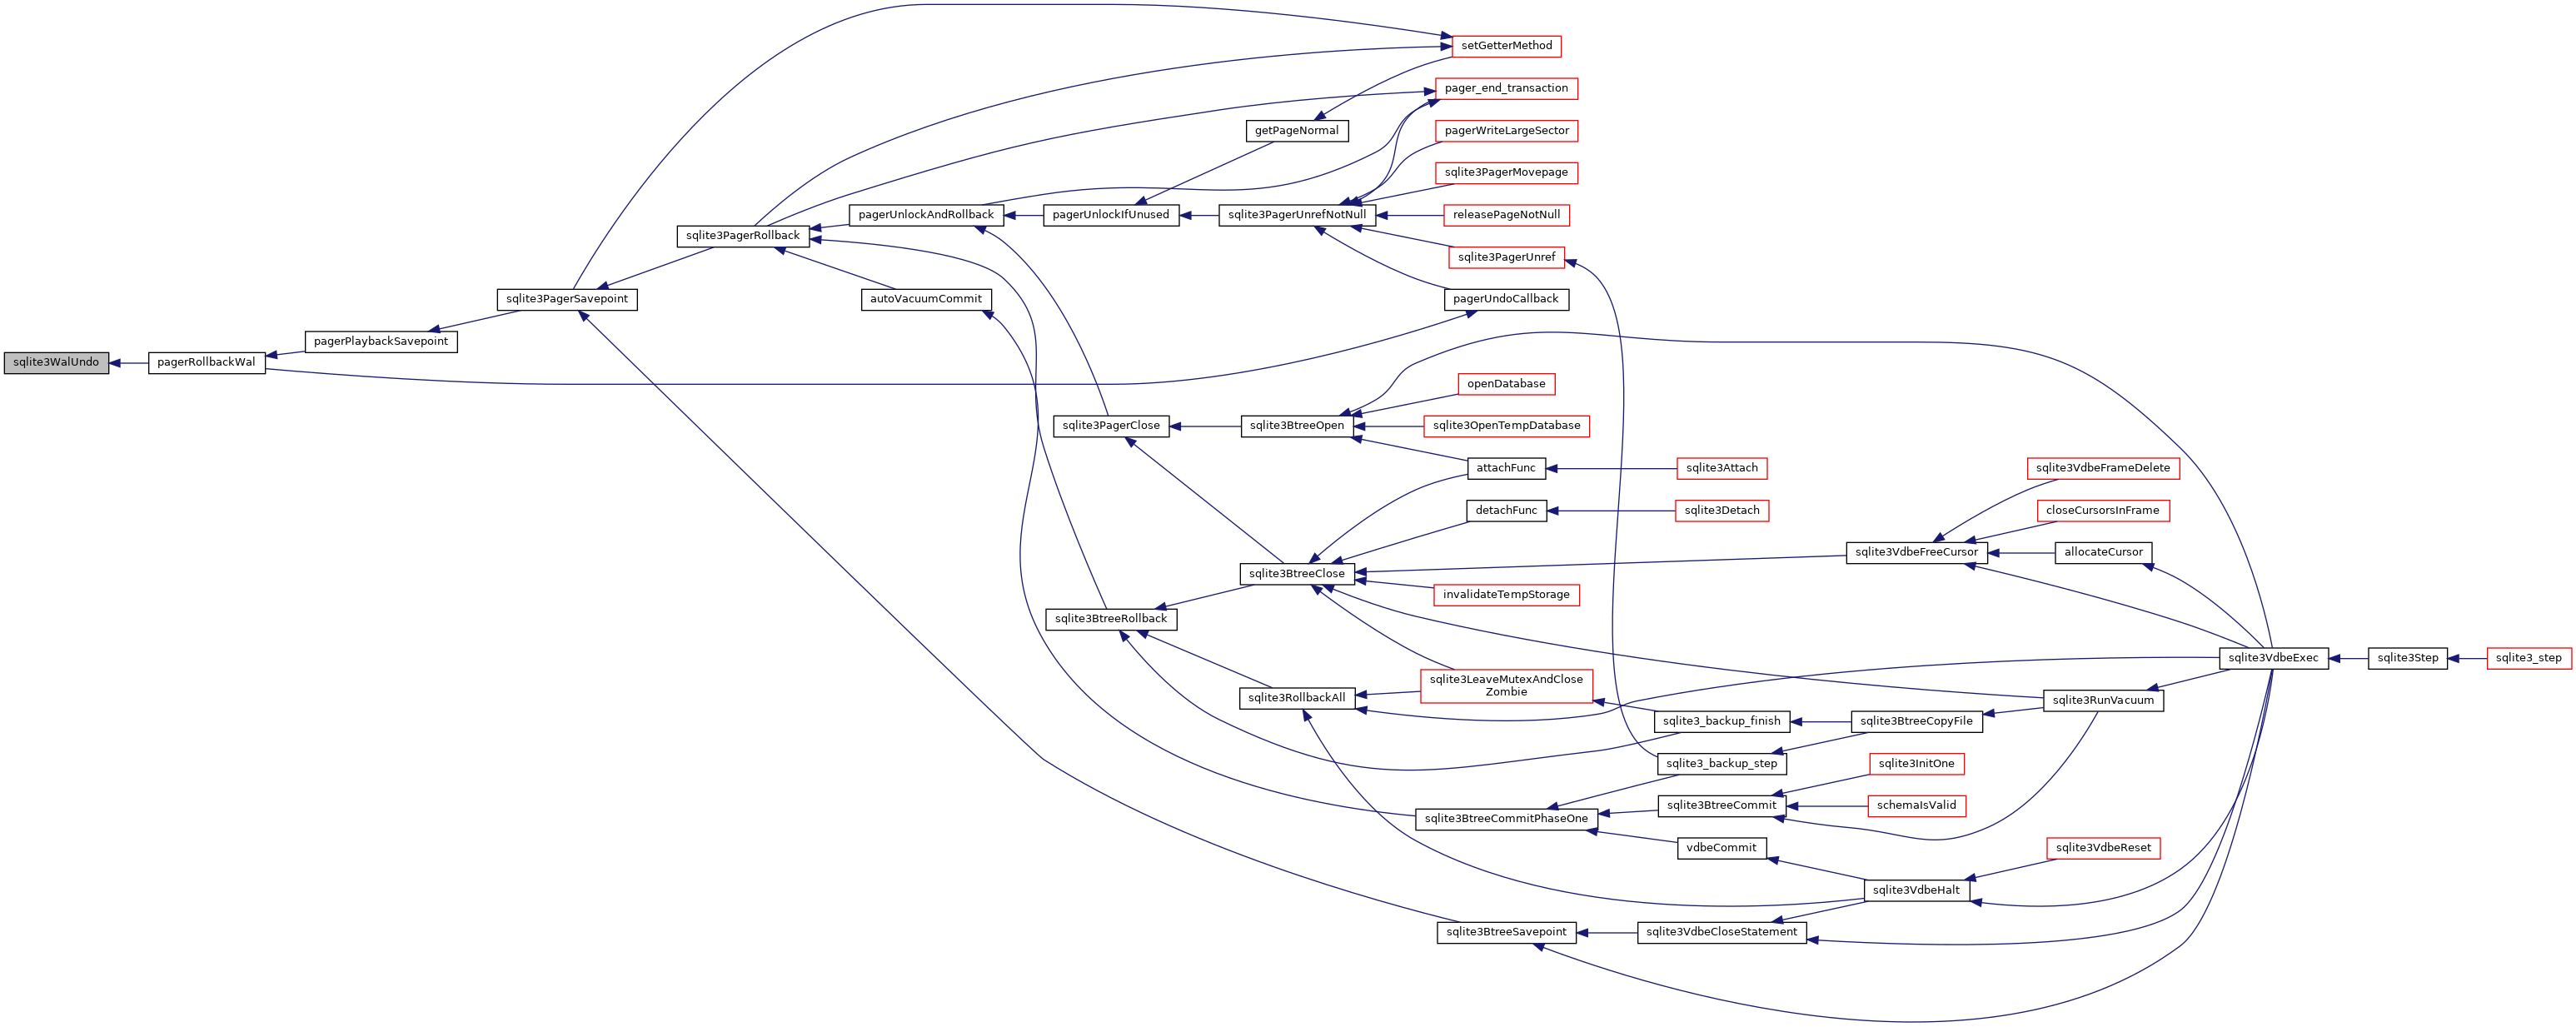 setGetterMethod
pager_end_transaction
getPageNormal
pagerWriteLargeSector
sqlite3PagerMovepage
pagerUnlockAndRollback
pagerUnlockIfUnused
sqlite3PagerUnrefNotNull
releasePageNotNull
sqlite3PagerRollback
sqlite3PagerUnref
sqlite3PagerSavepoint
autoVacuumCommit
pagerUndoCallback
pagerPlaybackSavepoint
sqlite3WalUndo
pagerRollbackWal
openDatabase
sqlite3PagerClose
sqlite3BtreeOpen
sqlite3OpenTempDatabase
attachFunc
sqlite3Attach
sqlite3VdbeFrameDelete
detachFunc
sqlite3Detach
closeCursorsInFrame
sqlite3VdbeFreeCursor
allocateCursor
sqlite3BtreeClose
invalidateTempStorage
sqlite3BtreeRollback
sqlite3VdbeExec
sqlite3Step
sqlite3_step
sqlite3LeaveMutexAndClose
Zombie
sqlite3RollbackAll
sqlite3RunVacuum
sqlite3_backup_finish
sqlite3BtreeCopyFile
sqlite3_backup_step
sqlite3InitOne
sqlite3BtreeCommit
schemaIsValid
sqlite3BtreeCommitPhaseOne
vdbeCommit
sqlite3VdbeReset
sqlite3VdbeHalt
sqlite3BtreeSavepoint
sqlite3VdbeCloseStatement